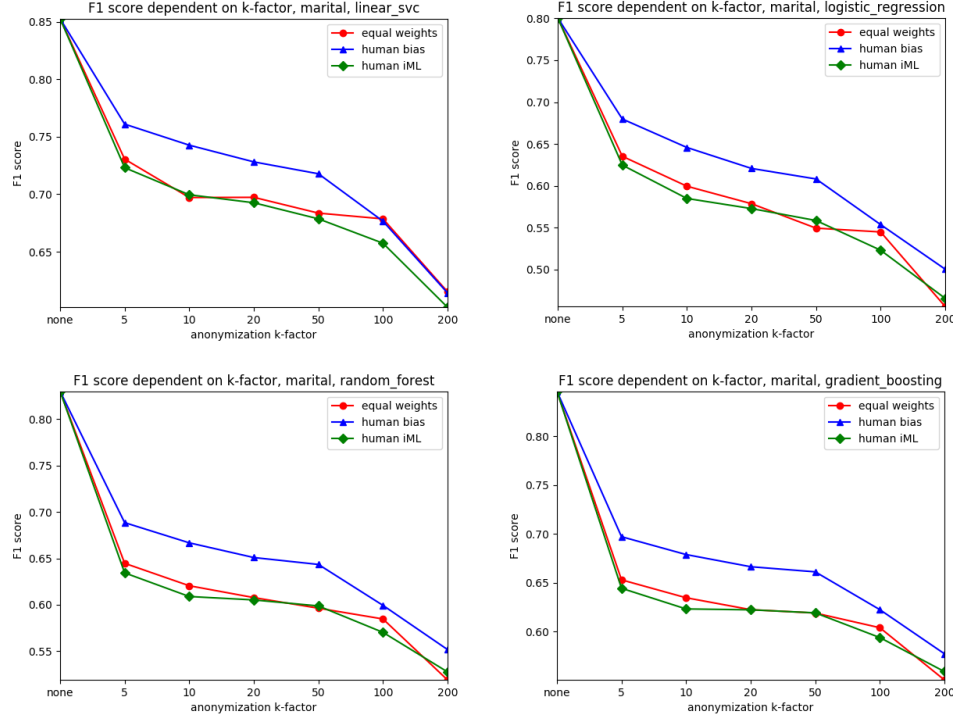 F1 score dependent on k-factor, marital, linear_svc
0.85
0.80
0.75
0.70
0.65
F1 score
equal weights
human bias
human iML
none 5 10 20 50 100 200
anonymization k-factor
F1 score dependent on k-factor, marital, logistic_regression
0.80
0.75
0.70
0.65
0.60
0.55
0.50
F1 score
equal weights
human bias
human iML
none 5 10 20 50 100 200
anonymization k-factor
F1 score dependent on k-factor, marital, random_forest
0.80
0.75
0.70
0.65
0.60
0.55
F1 score
equal weights
human bias
human iML
none 5 10 20 50 100 200
anonymization k-factor
F1 score dependent on k-factor, marital, gradient_boosting
0.80
0.75
0.70
0.65
0.60
F1 score
equal weights
human bias
human iML
none 5 10 20 50 100 200
anonymization k-factor